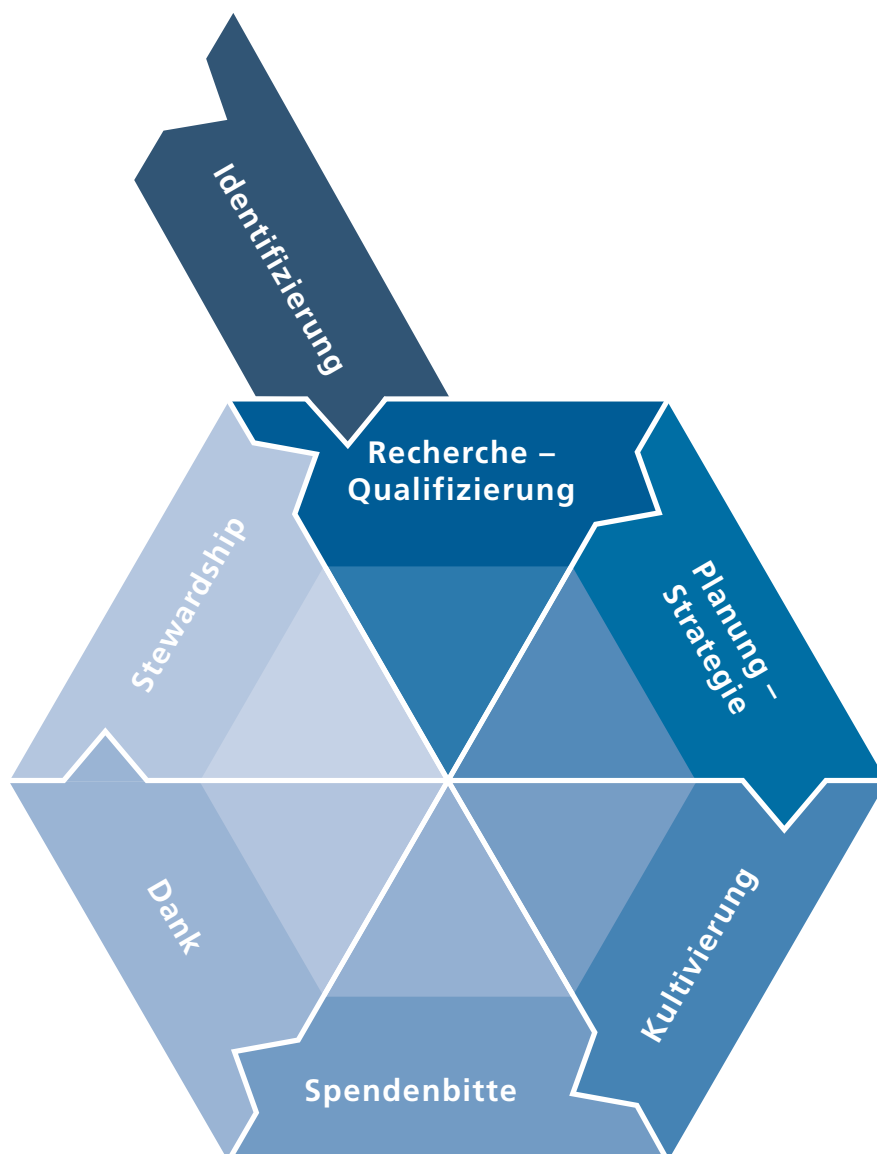 Identifizierung
Recherche –
Qualifizierung
Planung –
Strategie
Kultivierung
Spendenbitte
Dank
Stewardship